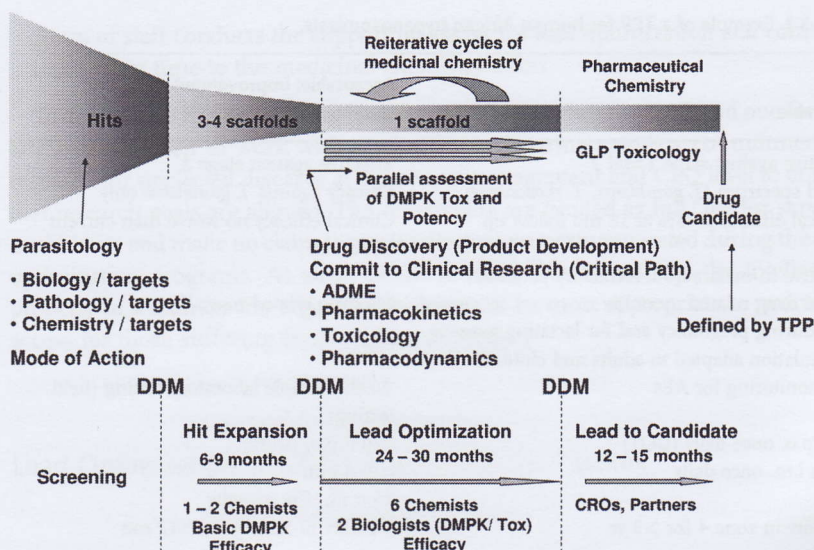 Reiterative cycles of
medicinal chemistry
Pharmaceutical
Chemistry
Hits
3-4 scaffolds
1 scaffold
GLP Toxicology
Parallel assessment
of DMPK Tox and
Potency
Drug
Candidate
Parasitology
• Biology / targets
• Pathology / targets
• Chemistry / targets
Mode of Action
Drug Discovery (Product Development)
Commit to Clinical Research (Critical Path)
• ADME
• Pharmacokinetics
• Toxicology
• Pharmacodynamics
Defined by TPP
DDM
DDM
DDM
Screening
Hit Expansion
6-9 months
1 – 2 Chemists
Basic DMPK
Efficacy
Lead Optimization
24 – 30 months
6 Chemists
2 Biologists (DMPK/ Tox)
Efficacy
Lead to Candidate
12 – 15 months
CROs, Partners